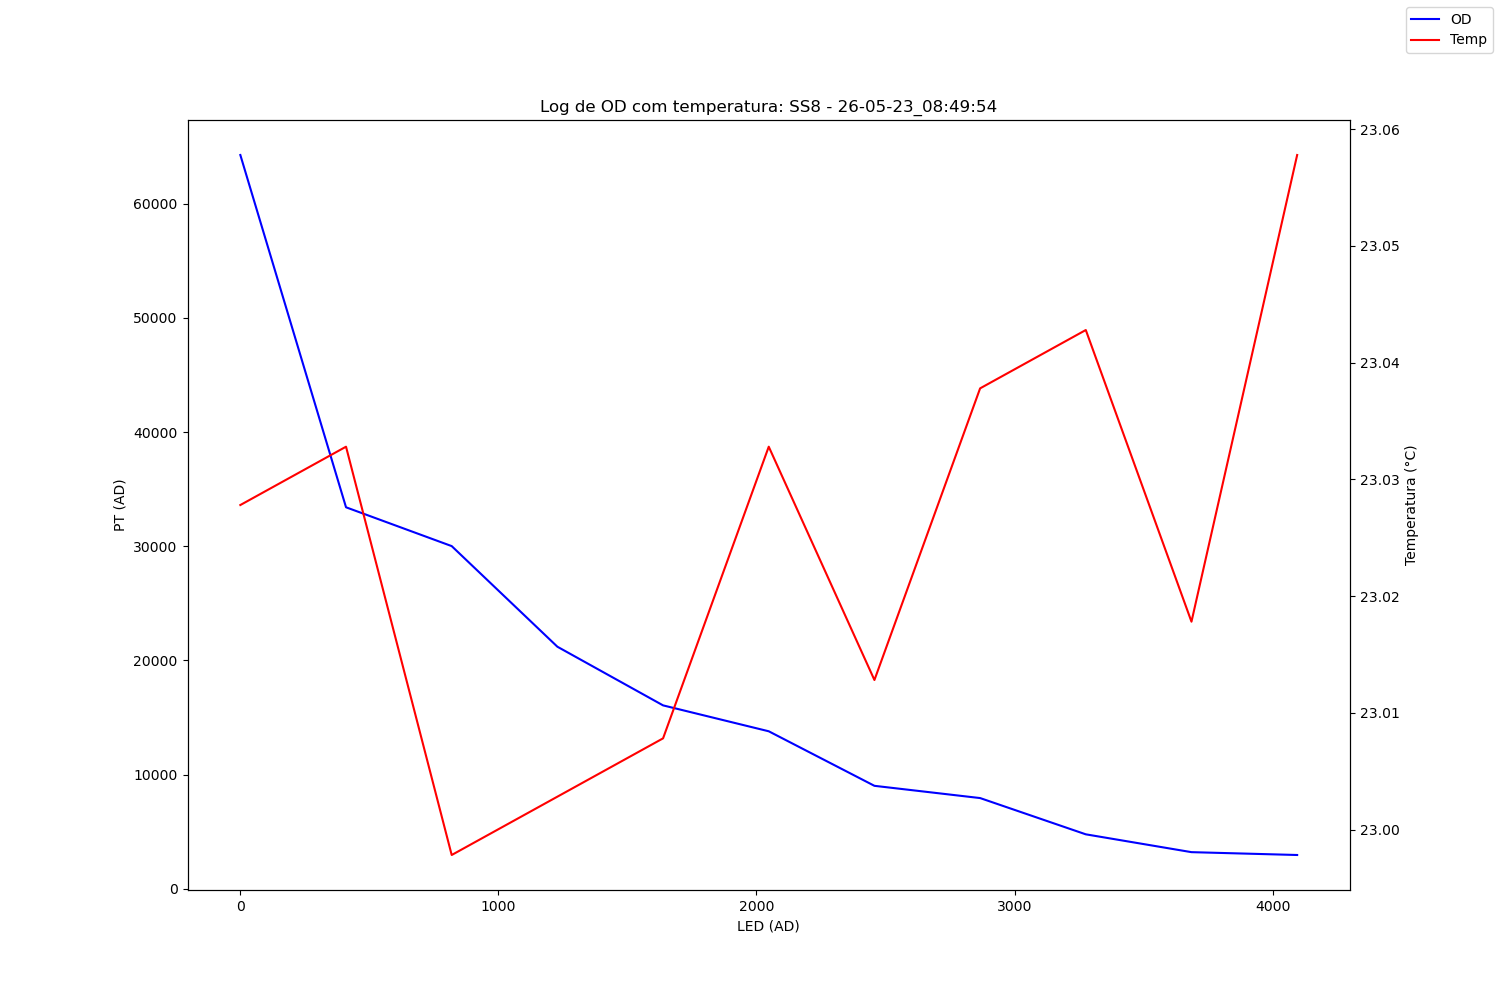 OD
Temp
Log de OD com temperatura: SS8 - 26-05-23_08:49:54
60000
50000
40000
30000
20000
10000
0
PT (AD)
23.06
23.05
23.04
23.03
23.02
23.01
23.00
Temperatura (°C)
0 1000 2000 3000 4000
LED (AD)